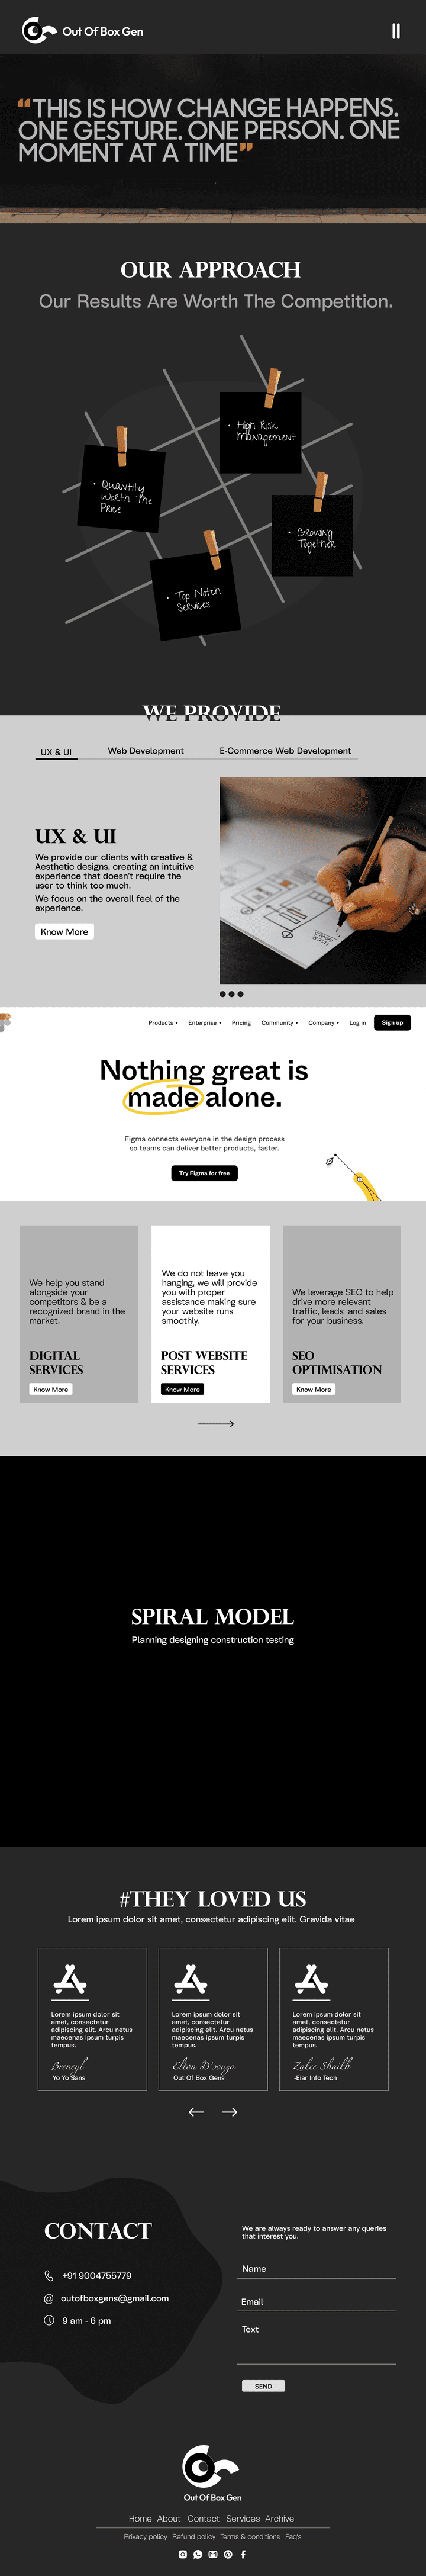 Out Of Box Gen
"THIS IS HOW CHANGE HAPPENS.
ONE GESTURE. ONE PERSON. ONE
MOMENT AT A TIME"
OUR APPROACH
Our Results Are Worth The Competition.
• High Risk
Management
• Quantity
Worth The
Price
• Growing
Together
• Top Notch
Services
WE PROVIDE
UX & UI
Web Development
E-Commerce Web Development
UX & UI
We provide our clients with creative &
Aesthetic designs, creating an intuitive
experience that doesn't require the
user to think too much.
We focus on the overall feel of the
experience.
Know More
Products
Enterprise
Pricing
Community
Company
Log in
Sign up
Nothing great is
made alone.
Figma connects everyone in the design process
so teams can deliver better products, faster.
Try Figma for free
We help you stand
alongside your
competitors & be a
recognized brand in the
market.
DIGITAL
SERVICES
Know More
We do not leave you
hanging, we will provide
you with proper
assistance making sure
your website runs
smoothly.
POST WEBSITE
SERVICES
Know More
We leverage SEO to help
drive more relevant
traffic, leads and sales
for your business.
SEO
OPTIMISATION
Know More
SPIRAL MODEL
Planning designing construction testing
#THEY LOVED US
Lorem ipsum dolor sit amet, consectetur adipiscing elit. Gravida vitae
Lorem ipsum dolor sit
amet, consectetur
adipiscing elit. Arcu netus
maecenas ipsum turpis
tempus.
Brencyl
Yo Yo Sans
Lorem ipsum dolor sit
amet, consectetur
adipiscing elit. Arcu netus
maecenas ipsum turpis
tempus.
Elton D'souza
Out Of Box Gens
Lorem ipsum dolor sit
amet, consectetur
adipiscing elit. Arcu netus
maecenas ipsum turpis
tempus.
Zakee Shaikh
-Elar Info Tech
CONTACT
+91 9004755779
outofboxgens@gmail.com
9 am - 6 pm
We are always ready to answer any queries
that interest you.
Name
Email
Text
SEND
Out Of Box Gen
Home About Contact Services Archive
Privacy policy Refund policy Terms & conditions Faq's